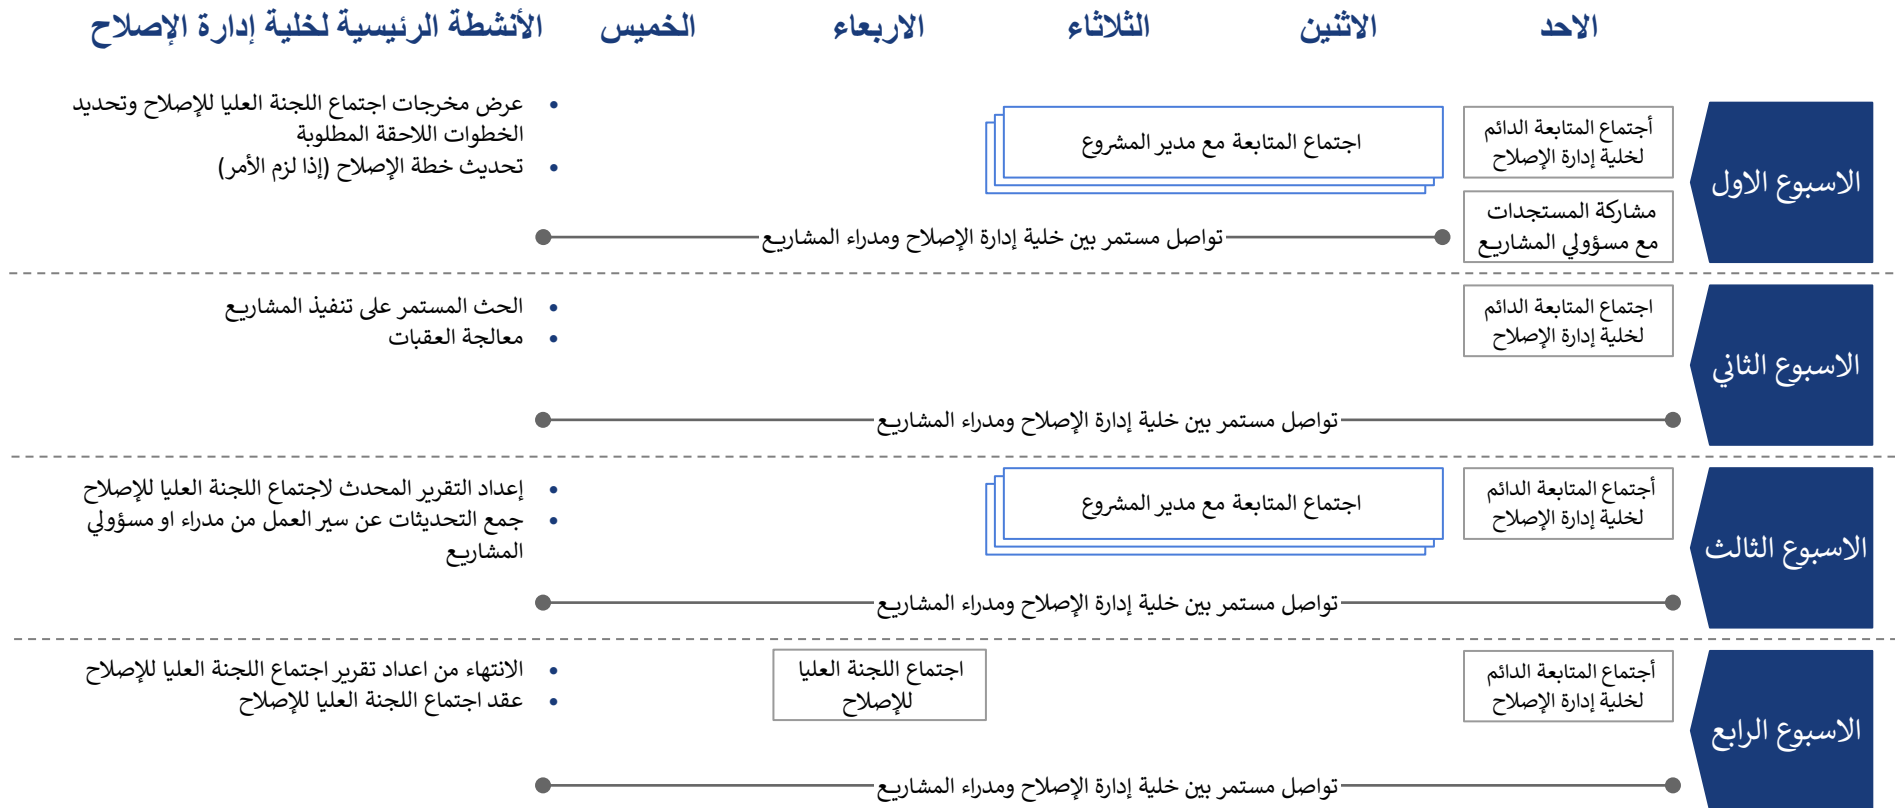 الاحد
الاثنين
الثلاثاء
الاربعاء
الخميس
الأنشطة الرئيسية لخلية إدارة الإصلاح
الاسبوع الاول
أجتماع المتابعة الدائم
لخلية إدارة الإصلاح
مشاركة المستجدات
مع مسؤولي المشاريع
اجتماع المتابعة مع مدير المشروع
تواصل مستمر بين خلية إدارة الإصلاح ومدراء المشاريع
• عرض مخرجات اجتماع اللجنة العليا للإصلاح وتحديد
الخطوات اللاحقة المطلوبة
• تحديث خطة الإصلاح (إذا لزم الأمر)
الاسبوع الثاني
اجتماع المتابعة الدائم
لخلية إدارة الإصلاح
تواصل مستمر بين خلية إدارة الإصلاح ومدراء المشاريع
• الحث المستمر على تنفيذ المشاريع
• معالجة العقبات
الاسبوع الثالث
أجتماع المتابعة الدائم
لخلية إدارة الإصلاح
اجتماع المتابعة مع مدير المشروع
تواصل مستمر بين خلية إدارة الإصلاح ومدراء المشاريع
• إعداد التقرير المحدث لاجتماع اللجنة العليا للإصلاح
• جمع التحديثات عن سير العمل من مدراء او مسؤولي
المشاريع
الاسبوع الرابع
أجتماع المتابعة الدائم
لخلية إدارة الإصلاح
اجتماع اللجنة العليا
للإصلاح
تواصل مستمر بين خلية إدارة الإصلاح ومدراء المشاريع
• الانتهاء من اعداد تقرير اجتماع اللجنة العليا للإصلاح
• عقد اجتماع اللجنة العليا للإصلاح